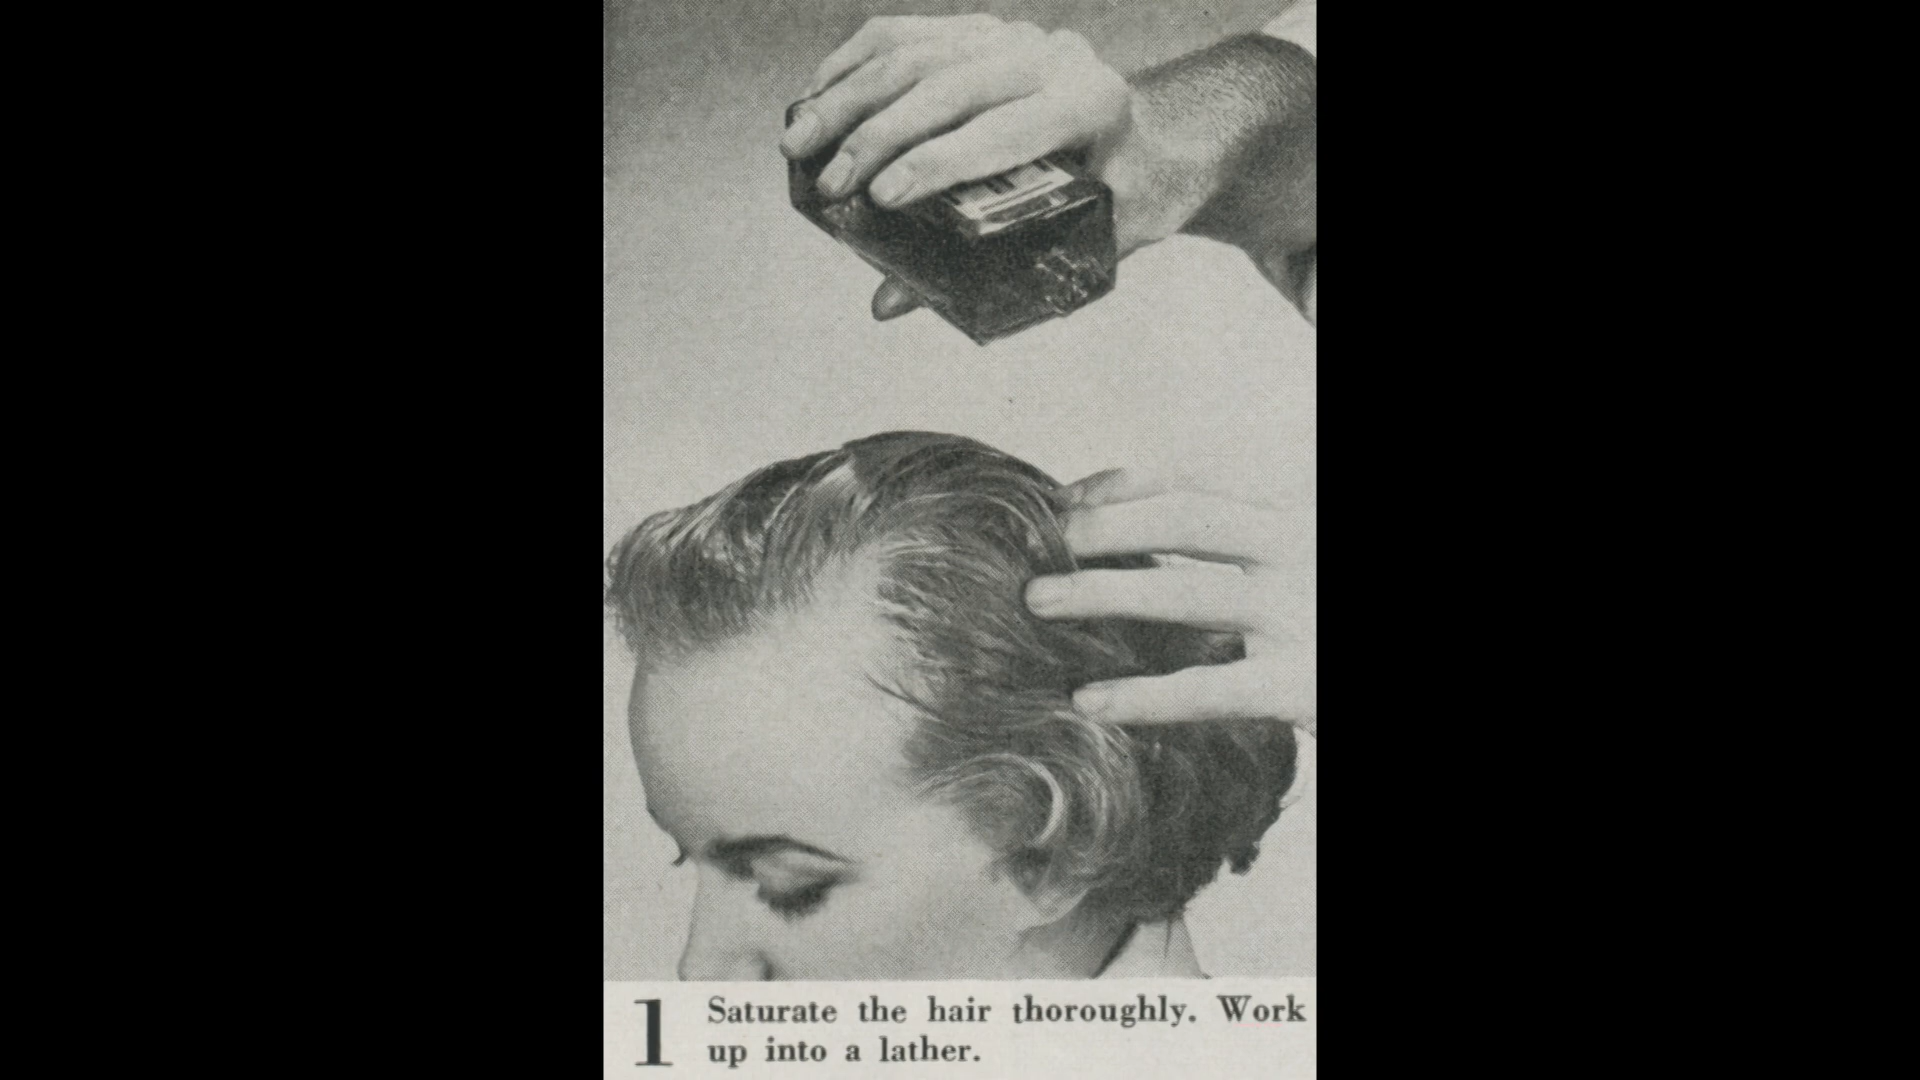 1 Saturate the hair thoroughly. Work
up into a lather.